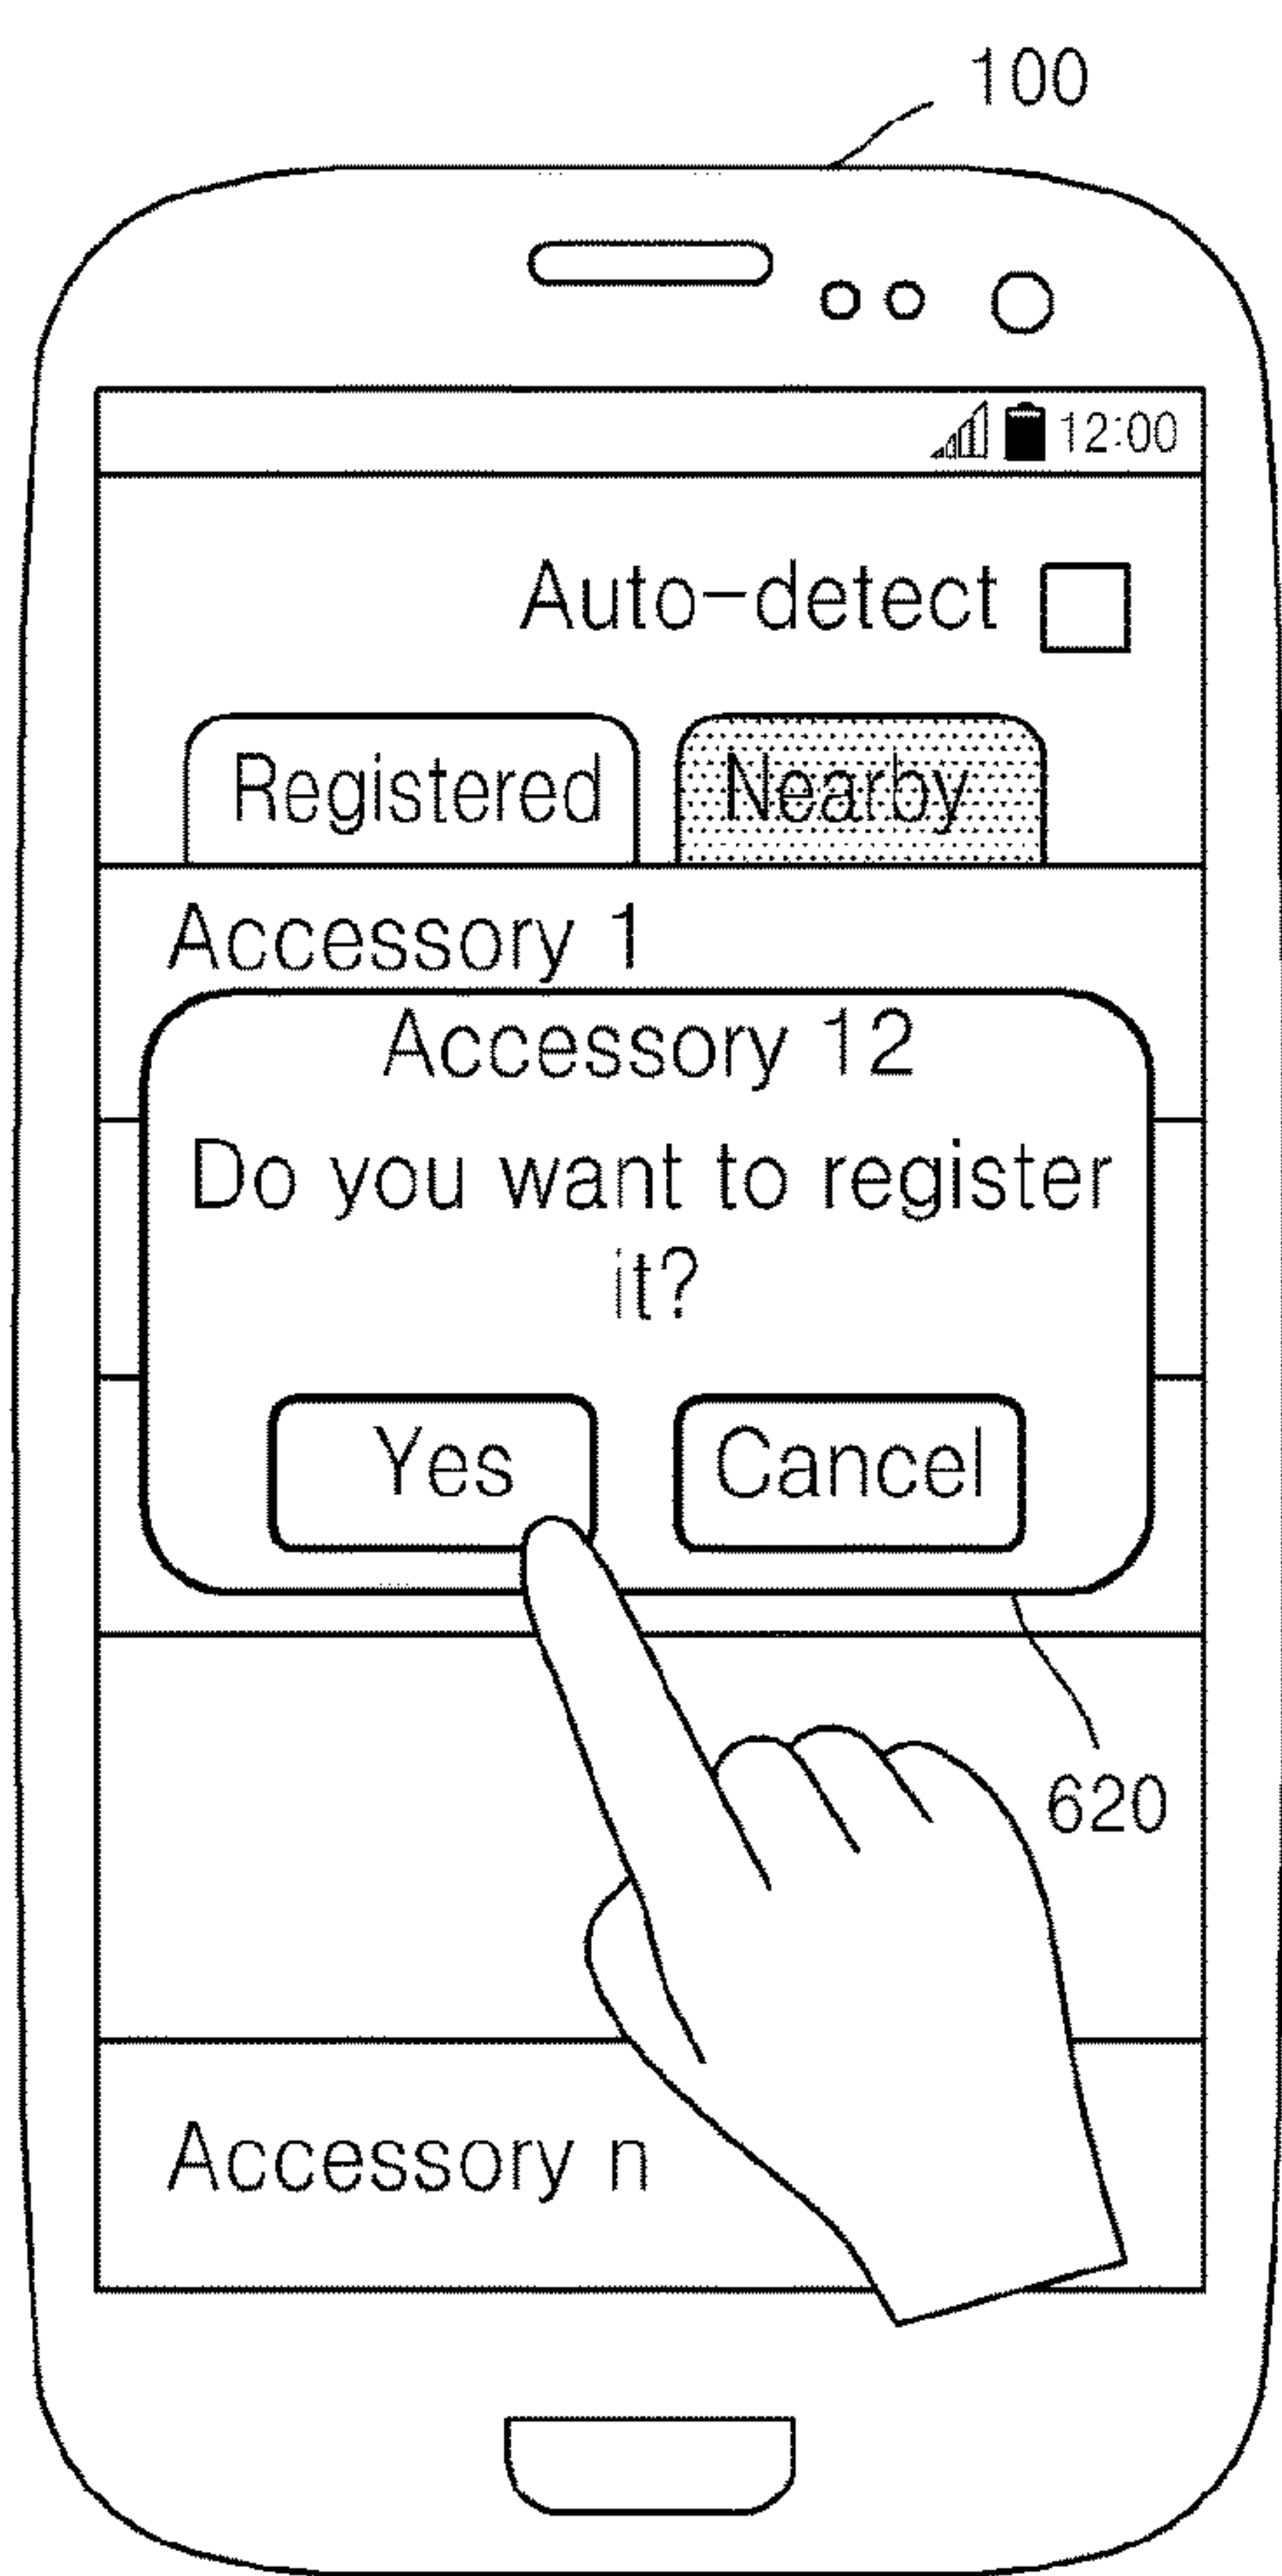 100
12:00
Auto-detect
Registered Nearby
Accessory 1
Accessory 12
Do you want to register
it?
Yes Cancel
620
Accessory n